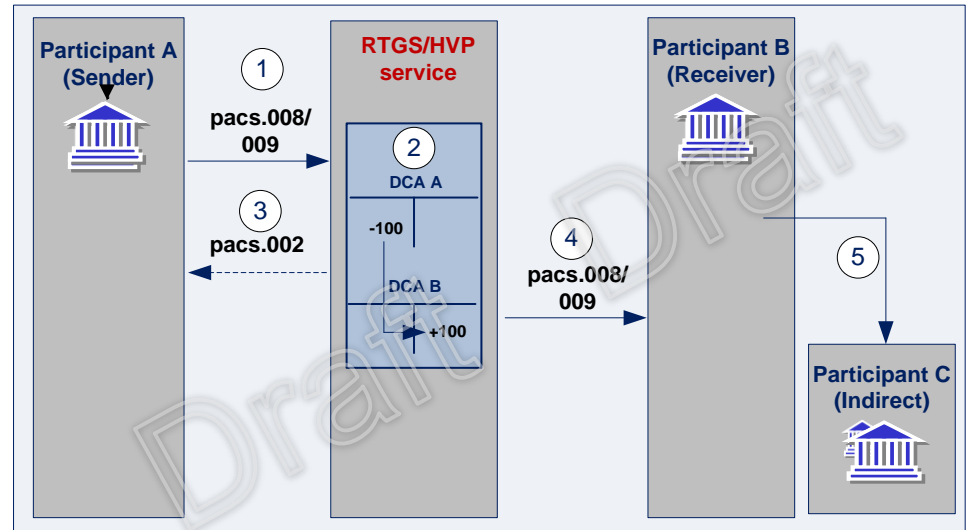 Participant A
(Sender)
1
pacs.008/
009
3
pacs.002
RTGS/HVP
service
2
DCA A
-100
DCA B
+100
4
pacs.008/
009
Participant B
(Receiver)
5
Participant C
(Indirect)
Draft
Draft